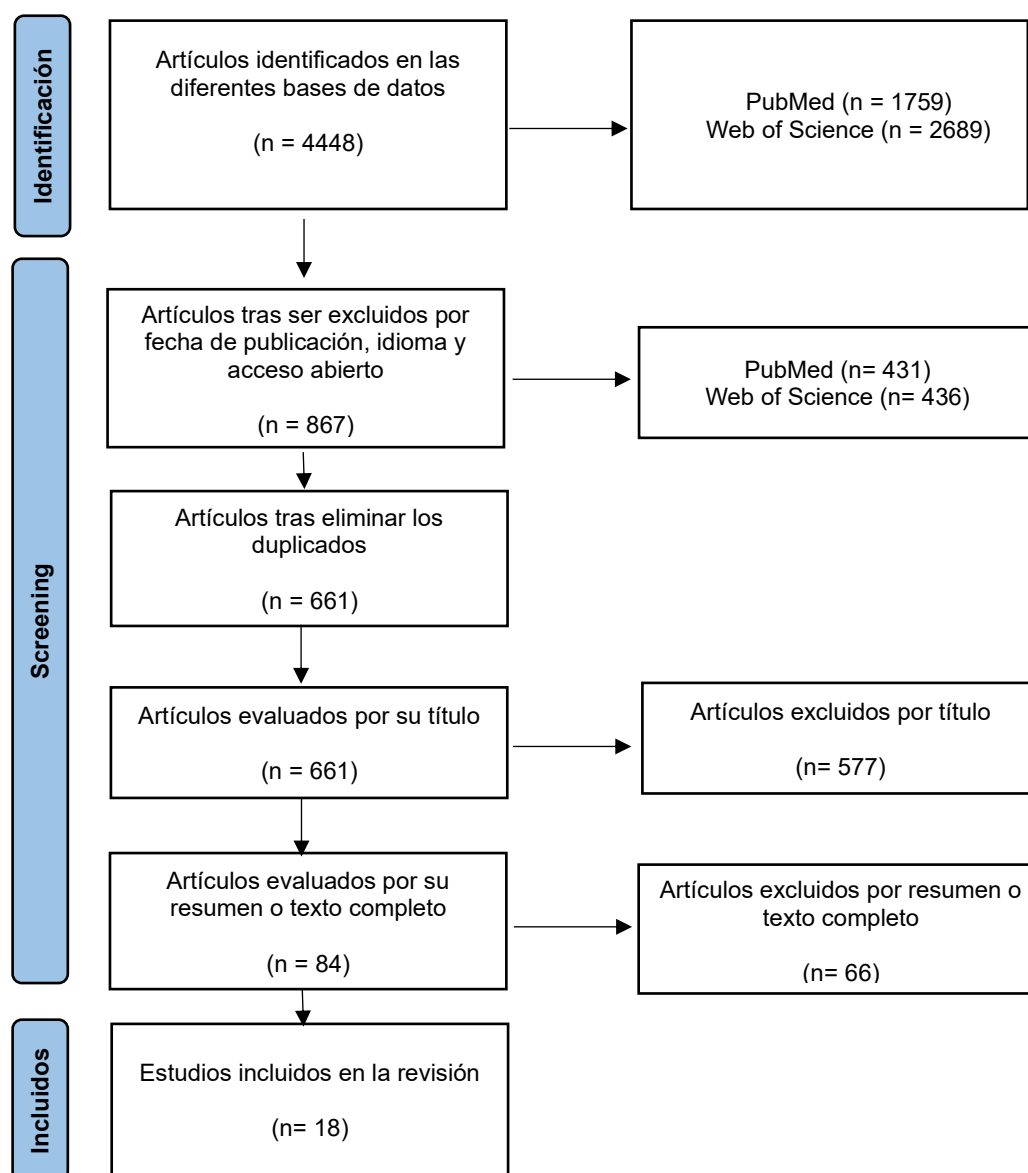 Identificación
Artículos identificados en las
diferentes bases de datos
(n = 4448)
PubMed (n = 1759)
Web of Science (n = 2689)
Screening
Artículos tras ser excluidos por
fecha de publicación, idioma y
acceso abierto
(n = 867)
PubMed (n= 431)
Web of Science (n= 436)
Artículos tras eliminar los
duplicados
(n = 661)
Artículos evaluados por su título
(n = 661)
Artículos excluidos por título
(n= 577)
Artículos evaluados por su
resumen o texto completo
(n = 84)
Artículos excluidos por resumen o
texto completo
(n= 66)
Incluidos
Estudios incluidos en la revisión
(n= 18)